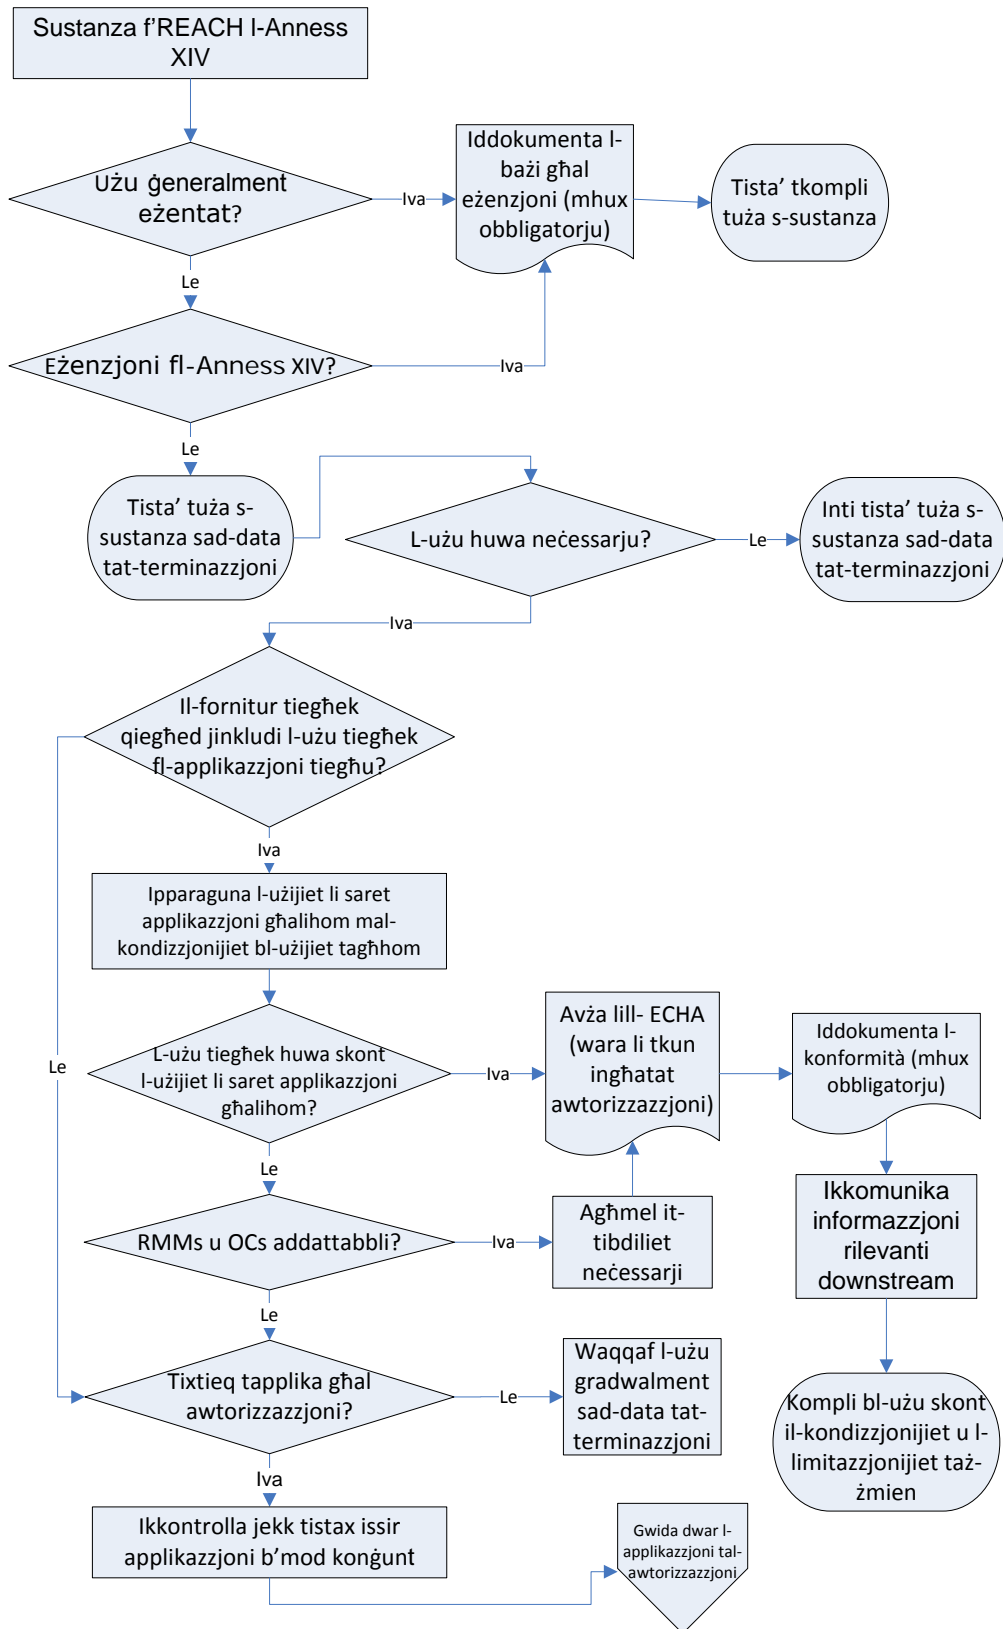 Sustanza f'REACH l-Anness
XIV
Użu ġeneralment
eżentat?
Iva
Iddokumenta l-
bażi għal
eżenzjoni (mhux
obbligatorju)
Tista' tkompli
tuża s-sustanza
Le
Eżenzjoni fl-Anness XIV?
Iva
Le
Tista' tuża s-
sustanza sad-data
tat-terminazzjoni
L-użu huwa neċessarju?
Le
Inti tista' tuża s-
sustanza sad-data
tat-terminazzjoni
Iva
Il-fornitur tiegħek
qiegħed jinkludi l-użu tiegħek
fl-applikazzjoni tiegħu?
Iva
Ipparaguna l-użijiet li saret
applikazzjoni għalihom mal-
kondizzjonijiet bl-użijiet tagħhom
Le
L-użu tiegħek huwa skont
l-użijiet li saret applikazzjoni
għalihom?
Iva
Avża lill- ECHA
(wara li tkun
ingħatat
awtorizzazzjoni)
Iddokumenta l-
konformità (mhux
obbligatorju)
Le
RMMs u OCs addattabbli?
Iva
Agħmel it-
tibdiliet
neċessarji
Ikkomunika
informazzjoni
rilevanti
downstream
Le
Tixtieq tapplika għal
awtorizzazzjoni?
Le
Waqqaf l-użu
gradwalment
sad-data tat-
terminazzjoni
Kompli bl-użu skont
il-kondizzjonijiet u l-
limitazzjonijiet taż-
żmien
Iva
Ikkontrolla jekk tistax issir
applikazzjoni b'mod konġunt
Gwida dwar l-
applikazzjoni tal-
awtorizzazzjoni